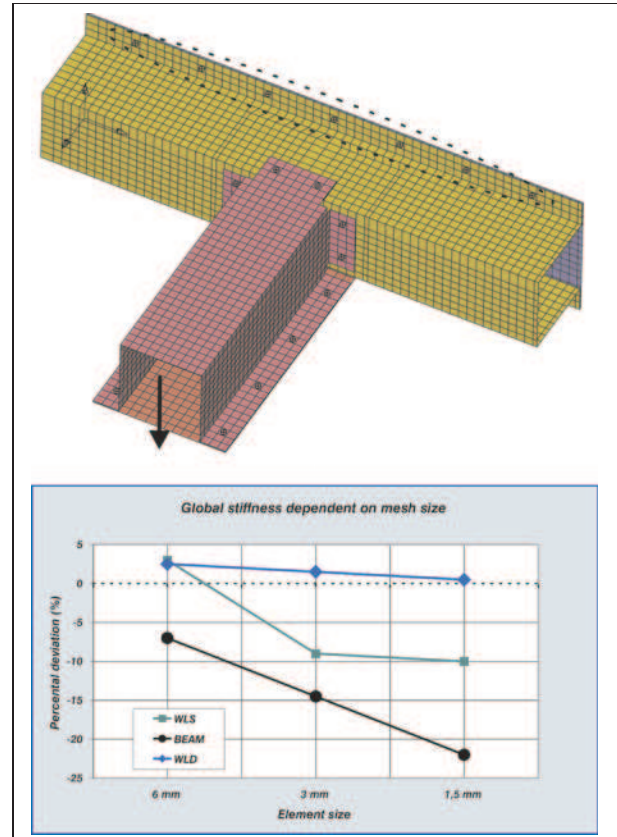 Global stiffness dependent on mesh size
Percental deviation (%)
5
0
-5
-10
-15
-20
-25
WLS
BEAM
WLD
6 mm
3 mm
1,5 mm
Element size